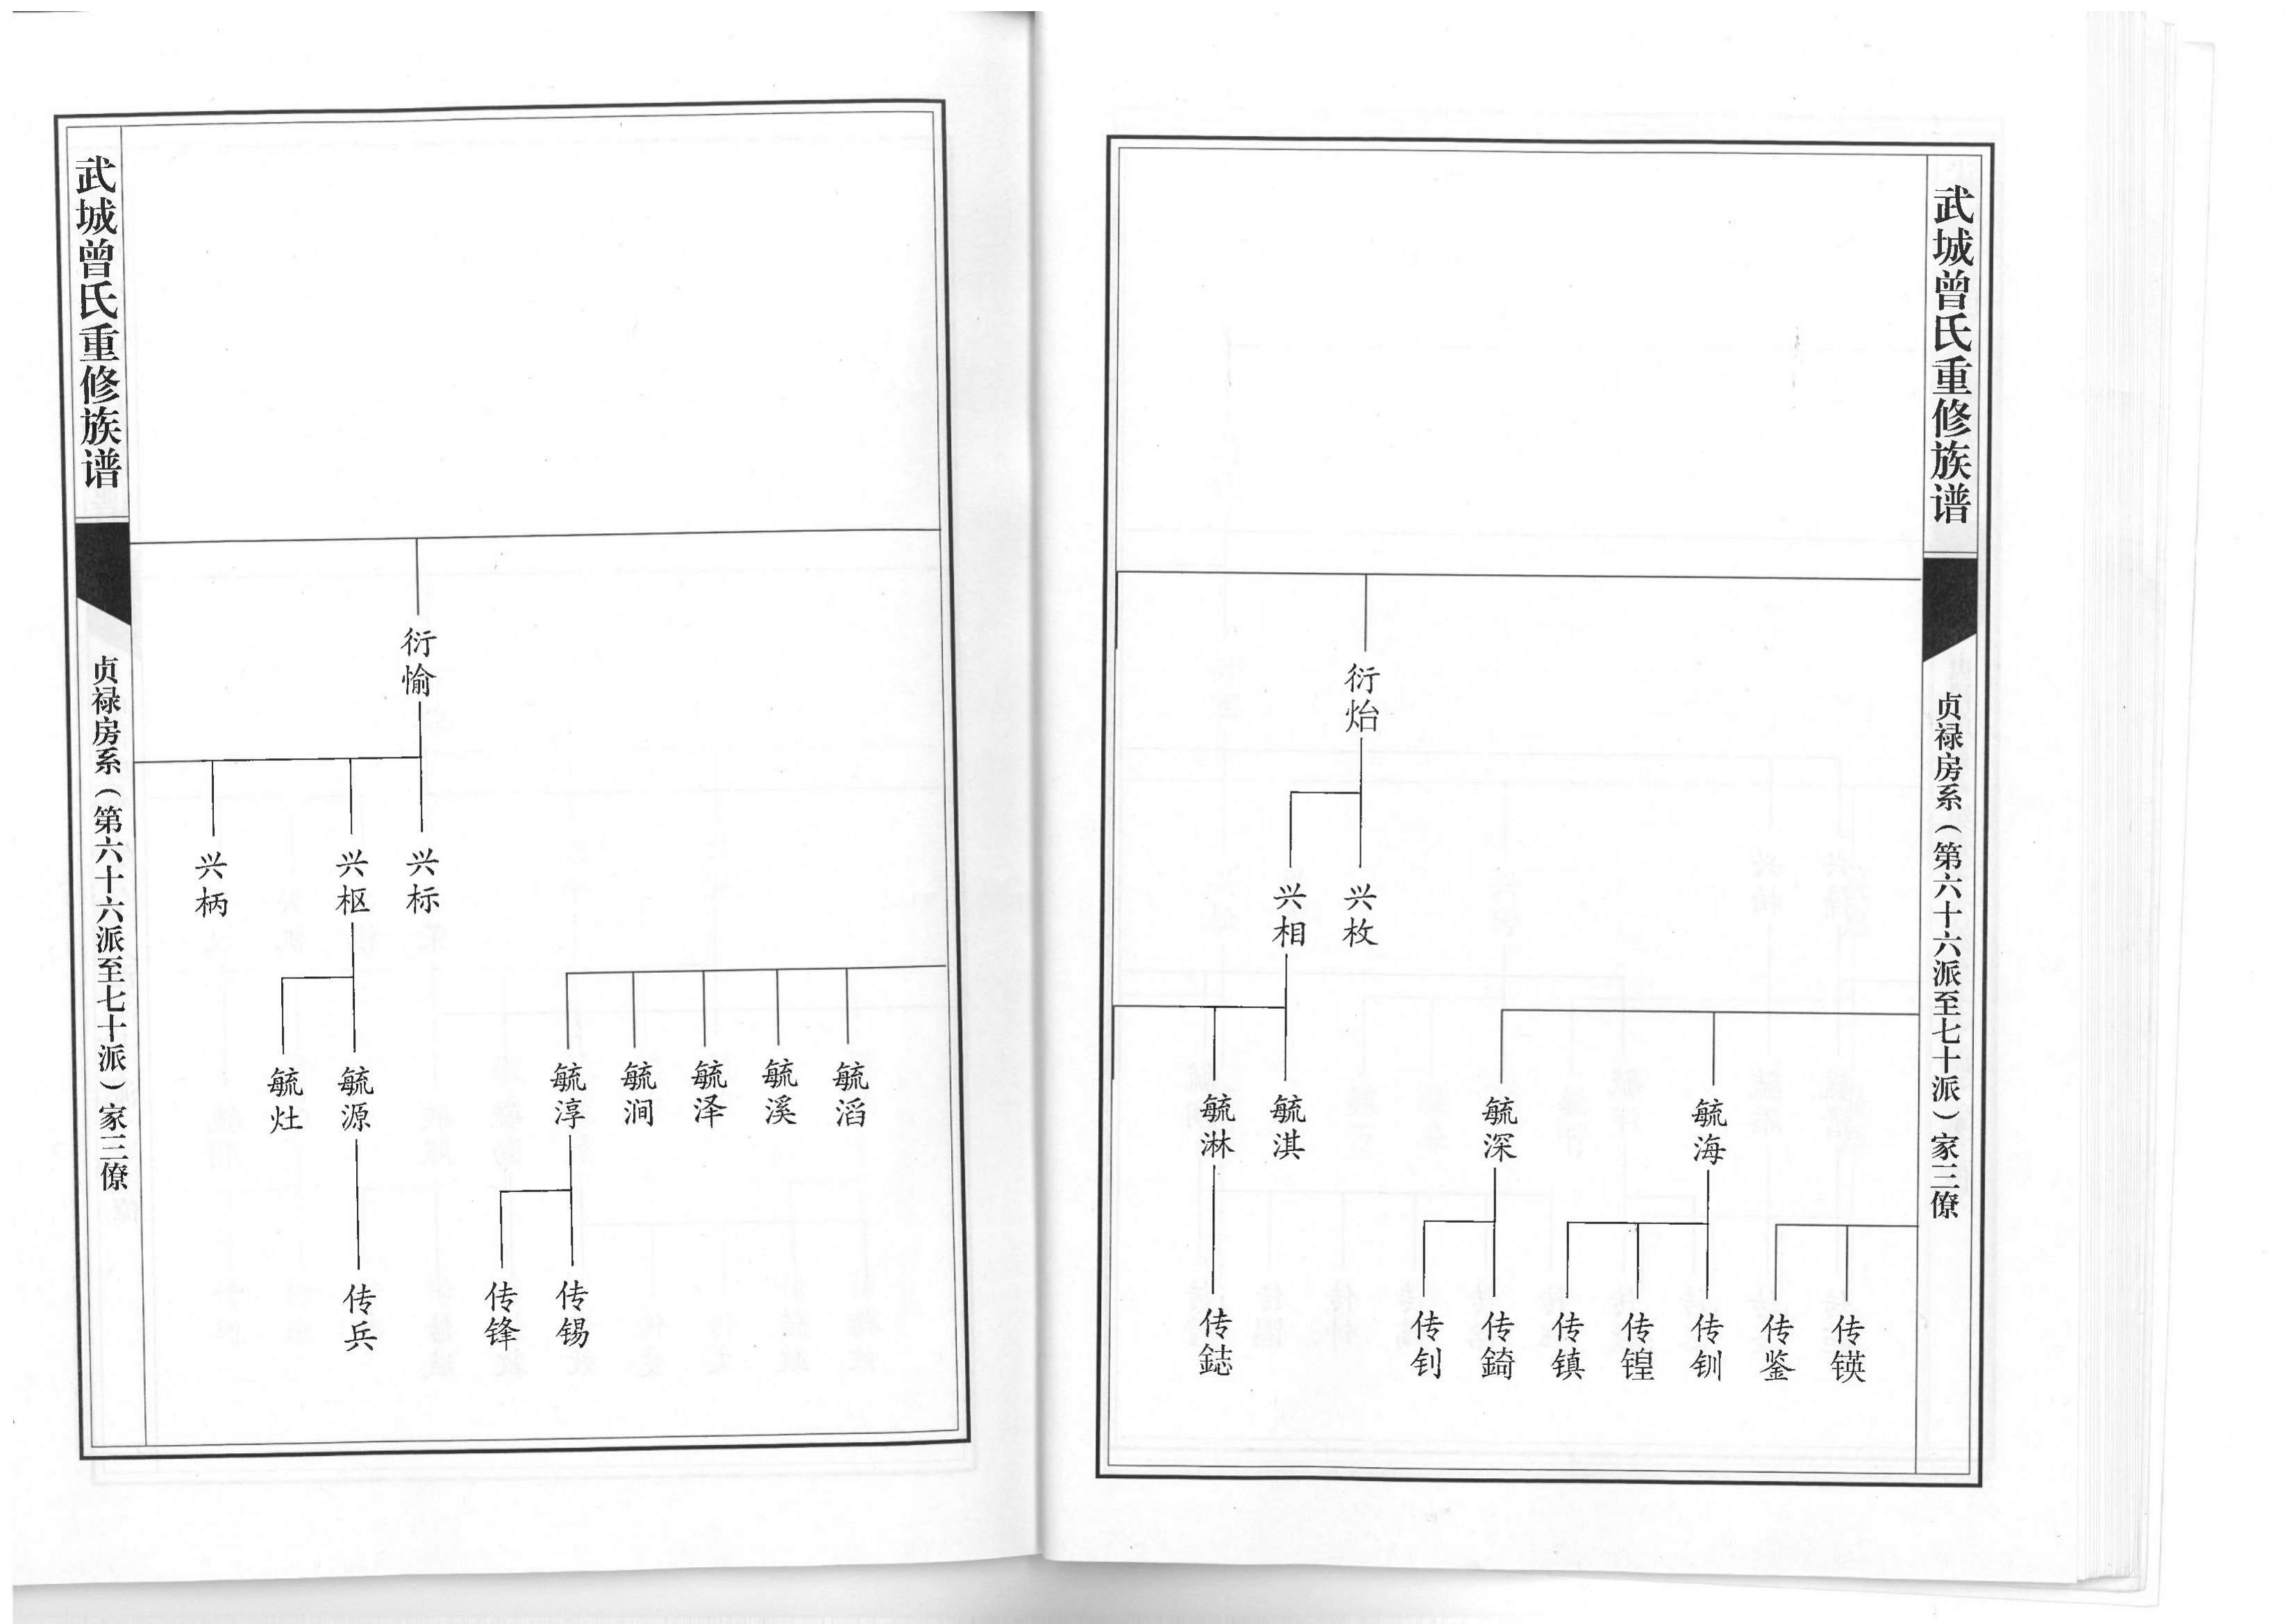 武城曾氏重修族谱
贞禄房系（第六十六派至七十派）家三僚
衍炲
兴枚
兴相
毓海
毓深
毓淇
毓淋
传锳
传鉴
传钏
传锽
传镇
传錡
传钊
传鋕
武城曾氏重修族谱
贞禄房系（第六十六派至七十派）家三僚
衍愉
兴标
兴枢
兴柄
毓滔
毓溪
毓泽
毓涧
毓淳
毓源
毓灶
传锡
传锋
传兵